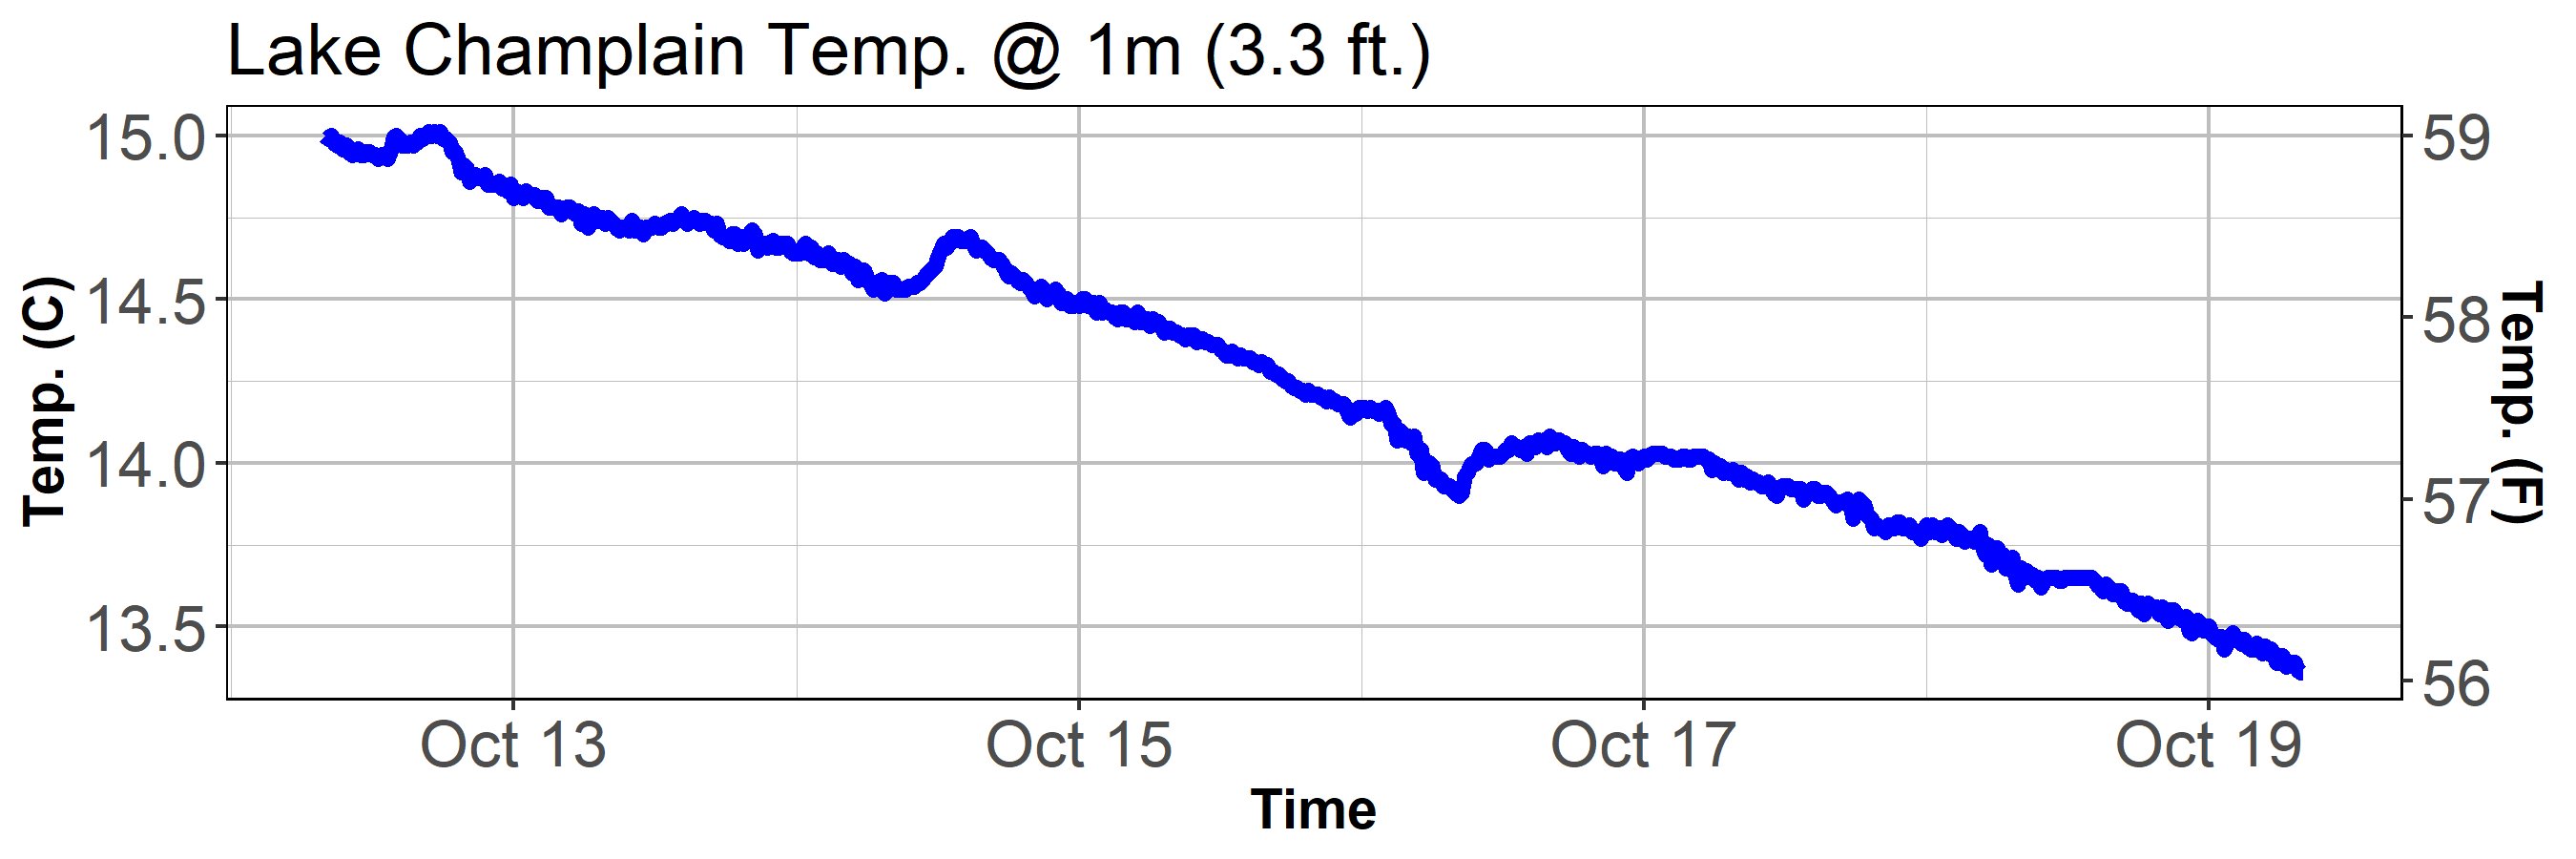 Lake Champlain Temp. @ 1m (3.3 ft.)
Temp. (C)
15.0
14.5
14.0
13.5
59
58
57
56
Temp. (F)
Oct 13 Oct 15 Oct 17 Oct 19
Time